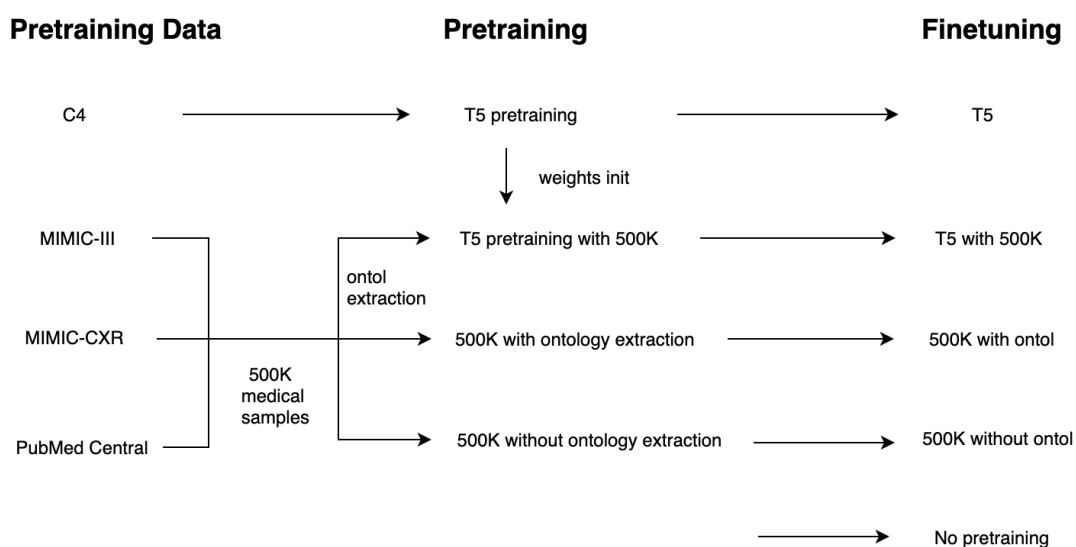 Pretraining Data
Pretraining
Finetuning
C4
T5 pretraining
T5
weights init
MIMIC-III
T5 pretraining with 500K
T5 with 500K
ontol
extraction
MIMIC-CXR
500K with ontology extraction
500K with ontol
500K
medical
samples
PubMed Central
500K without ontology extraction
500K without ontol
No pretraining